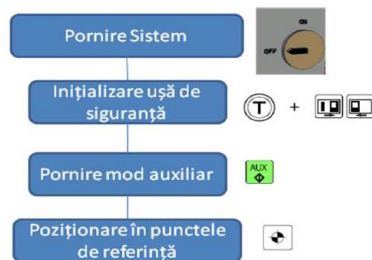 Pornire Sistem
ON
OFF
Inițializare ușă de
siguranță
T
+
Pornire mod auxiliar
AUX
Poziționare în punctele
de referință